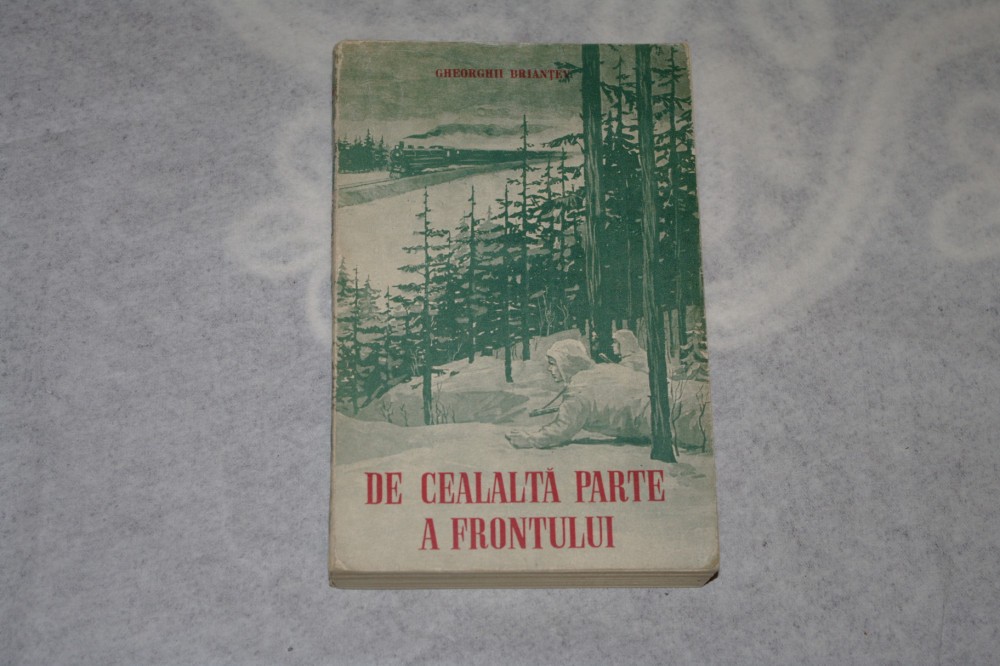 GHEORGHII BRIANȚEV
DE CEALALTĂ PARTE
A FRONTULUI